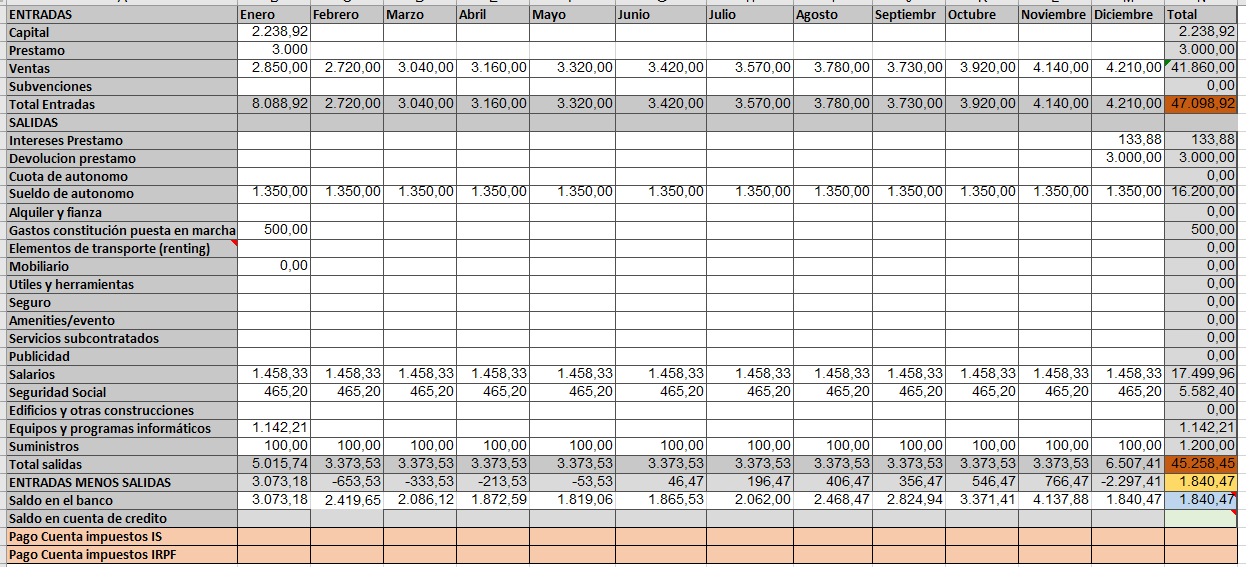 ENTRADAS Enero Febrero Marzo Abril Mayo Junio Julio Agosto Septiembr Octubre Noviembre Diciembre Total
Capital 2.238,92 2.238,92
Prestamo 3.000 3.000,00
Ventas 2.850,00 2.720,00 3.040,00 3.160,00 3.320,00 3.420,00 3.570,00 3.780,00 3.730,00 3.920,00 4.140,00 4.210,00 41.860,00
Subvenciones 0,00
Total Entradas 8.088,92 2.720,00 3.040,00 3.160,00 3.320,00 3.420,00 3.570,00 3.780,00 3.730,00 3.920,00 4.140,00 4.210,00 47.098,92
SALIDAS
Intereses Prestamo 133,88 133,88
Devolucion prestamo 3.000,00 3.000,00
Cuota de autonomo 0,00
Sueldo de autonomo 1.350,00 1.350,00 1.350,00 1.350,00 1.350,00 1.350,00 1.350,00 1.350,00 1.350,00 1.350,00 1.350,00 1.350,00 16.200,00
Alquiler y fianza 0,00
Gastos constitución puesta en marcha 500,00 500,00
Elementos de transporte (renting) 0,00
Mobiliario 0,00 0,00
Utiles y herramientas 0,00
Seguro 0,00
Amenities/evento 0,00
Servicios subcontratados 0,00
Publicidad 0,00
Salarios 1.458,33 1.458,33 1.458,33 1.458,33 1.458,33 1.458,33 1.458,33 1.458,33 1.458,33 1.458,33 1.458,33 1.458,33 17.499,96
Seguridad Social 465,20 465,20 465,20 465,20 465,20 465,20 465,20 465,20 465,20 465,20 465,20 465,20 5.582,40
Edificios y otras construcciones 0,00
Equipos y programas informáticos 1.142,21 1.142,21
Suministros 100,00 100,00 100,00 100,00 100,00 100,00 100,00 100,00 100,00 100,00 100,00 100,00 1.200,00
Total salidas 5.015,74 3.373,53 3.373,53 3.373,53 3.373,53 3.373,53 3.373,53 3.373,53 3.373,53 3.373,53 3.373,53 6.507,41 45.258,45
ENTRADAS MENOS SALIDAS 3.073,18 -653,53 -333,53 -213,53 -53,53 46,47 196,47 406,47 356,47 546,47 766,47 -2.297,41 1.840,47
Saldo en el banco 3.073,18 2.419,65 2.086,12 1.872,59 1.819,06 1.865,53 2.062,00 2.468,47 2.824,94 3.371,41 4.137,88 1.840,47 1.840,47
Saldo en cuenta de credito
Pago Cuenta impuestos IS
Pago Cuenta impuestos IRPF